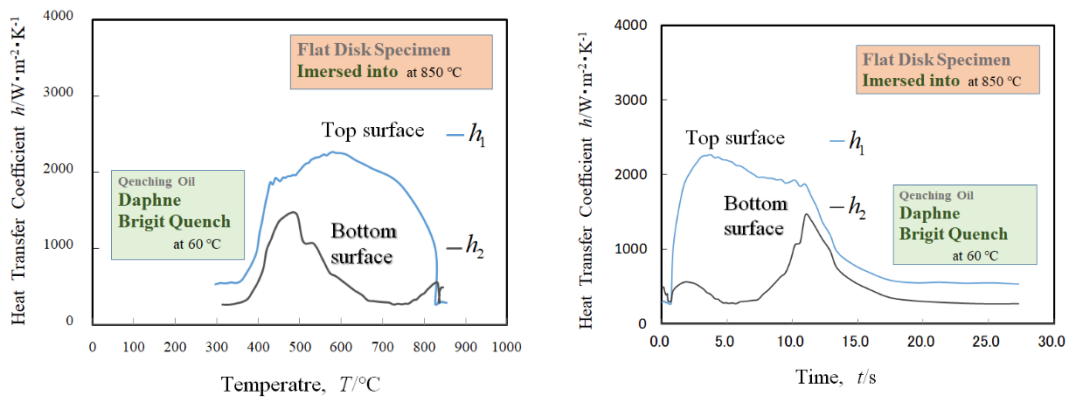 Heat Transfer Coefficient h/W・m-2・K-1
4000
3000
2000
1000
0
Flat Disk Specimen
Imersed into at 850 ℃
Top surface
h1
Qenching Oil
Daphne
Brigit Quench
at 60 ℃
Bottom
surface
h2
0 100 200 300 400 500 600 700 800 900 1000
Temperatre, T/°C
Heat Transfer Coefficient h/W・m-2・K-1
4000
3000
2000
1000
0
Flat Disk Specimen
Imersed into at 850 ℃
Top surface
h1
Bottom
surface
h2
Qenching Oil
Daphne
Brigit Quench
at 60 ℃
0.0 5.0 10.0 15.0 20.0 25.0 30.0
Time, t/s